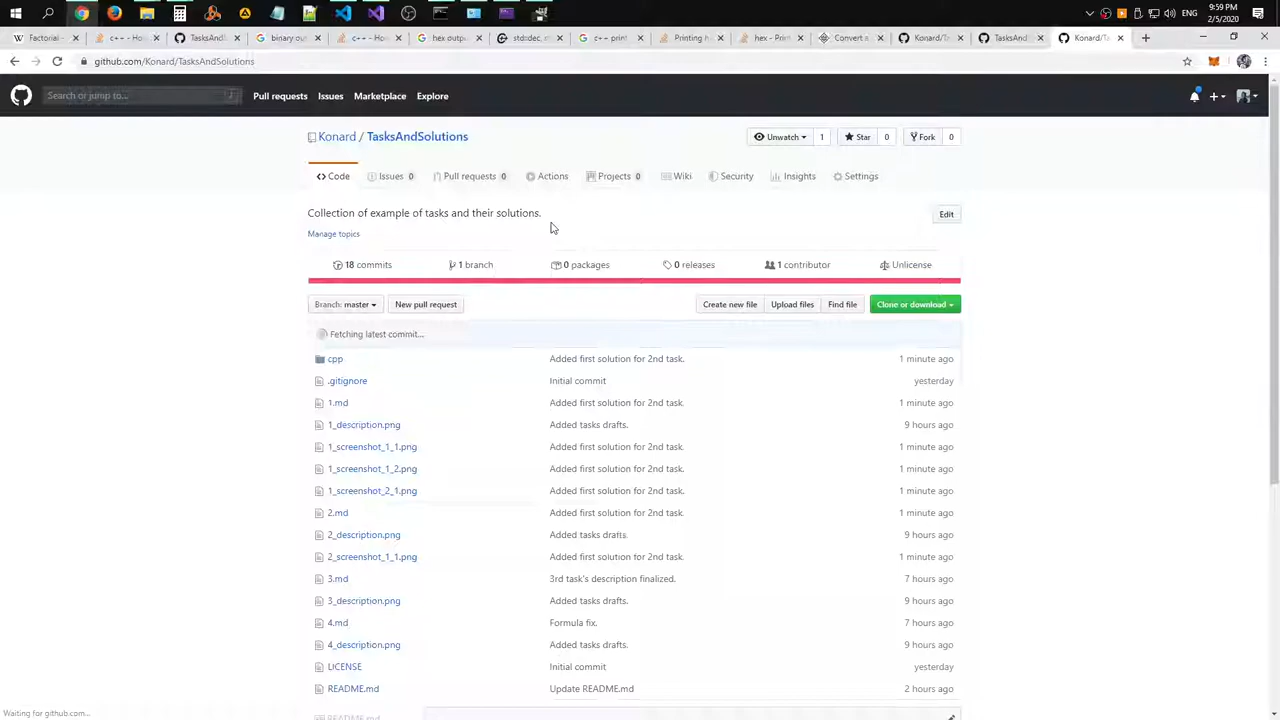 9:59 PM
ENG
2/5/2020
Factorial -
c++ - Ho
TasksAndS
binary ou
c++ - Ho
hex outpu
std::dec, s
c++ print
Printing h
hex - Prin
Convert a
Konard/Ta
TasksAnd
Konard/Ta
github.com/Konard/TasksAndSolutions
Search or jump to...
/
Pull requests
Issues
Marketplace
Explore
Konard / TasksAndSolutions
Unwatch 1
Star 0
Fork 0
Code
Issues 0
Pull requests 0
Actions
Projects 0
Wiki
Security
Insights
Settings
Collection of example of tasks and their solutions.
Edit
Manage topics
18 commits
1 branch
0 packages
0 releases
1 contributor
Unlicense
Branch: master
New pull request
Create new file
Upload files
Find file
Clone or download
Fetching latest commit...
cpp Added first solution for 2nd task. 1 minute ago
.gitignore Initial commit yesterday
1.md Added first solution for 2nd task. 1 minute ago
1_description.png Added tasks drafts. 9 hours ago
1_screenshot_1_1.png Added first solution for 2nd task. 1 minute ago
1_screenshot_1_2.png Added first solution for 2nd task. 1 minute ago
1_screenshot_2_1.png Added first solution for 2nd task. 1 minute ago
2.md Added first solution for 2nd task. 1 minute ago
2_description.png Added tasks drafts. 9 hours ago
2_screenshot_1_1.png Added first solution for 2nd task. 1 minute ago
3.md 3rd task's description finalized. 7 hours ago
3_description.png Added tasks drafts. 9 hours ago
4.md Formula fix. 7 hours ago
4_description.png Added tasks drafts. 9 hours ago
LICENSE Initial commit yesterday
README.md Update README.md 2 hours ago
Waiting for github.com...
README.md